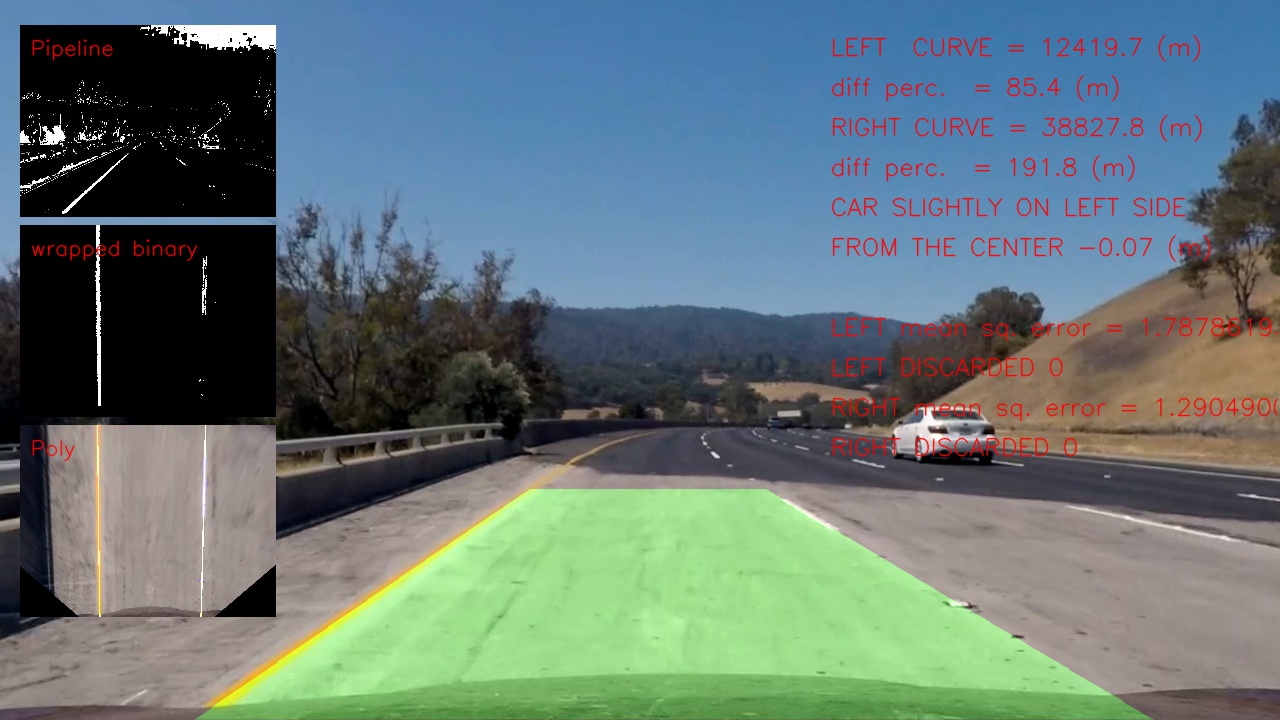 Pipeline
wrapped binary
Poly
LEFT CURVE = 12419.7 (m)
diff perc. = 85.4 (m)
RIGHT CURVE = 38827.8 (m)
diff perc. = 191.8 (m)
CAR SLIGHTLY ON LEFT SIDE
FROM THE CENTER -0.07 (m)
LEFT mean sq. error = 1.7878619
LEFT DISCARDED 0
RIGHT mean sq. error = 1.2904900
RIGHT DISCARDED 0